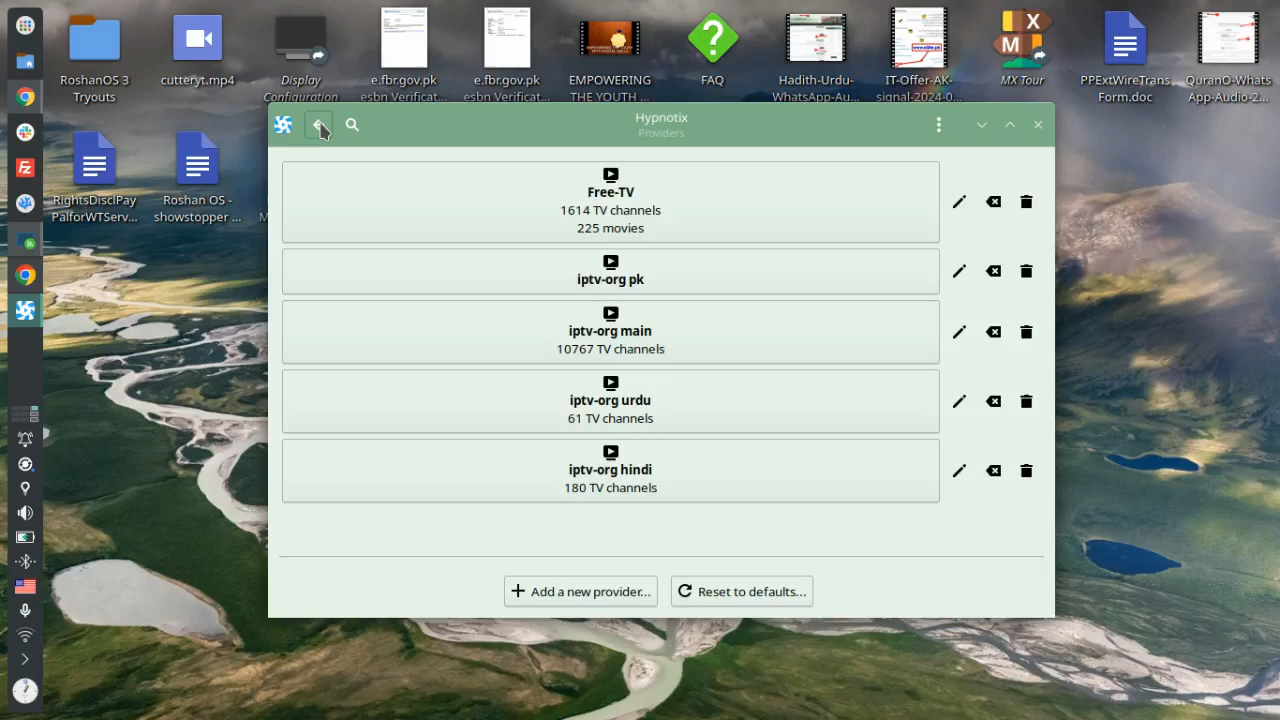 RoshanOS 3
Tryouts
cutteryt.mp4
Display
Configuration
e.fbr.gov.pk
esbn Verificat...
e.fbr.gov.pk
esbn Verificat...
EMPOWERING
THE YOUTH ...
FAQ
Hadith-Urdu-
WhatsApp-Au...
IT-Offer-AK-
signal-2024-0...
MX Tour
PPExtWireTrans
Form.doc
QuranO-Whats
App-Audio-2...
RightsDisclPay
PalforWTServ...
Roshan OS -
showstopper ...
Hypnotix
Providers
Free-TV
1614 TV channels
225 movies
iptv-org pk
iptv-org main
10767 TV channels
iptv-org urdu
61 TV channels
iptv-org hindi
180 TV channels
Add a new provider...
Reset to defaults...